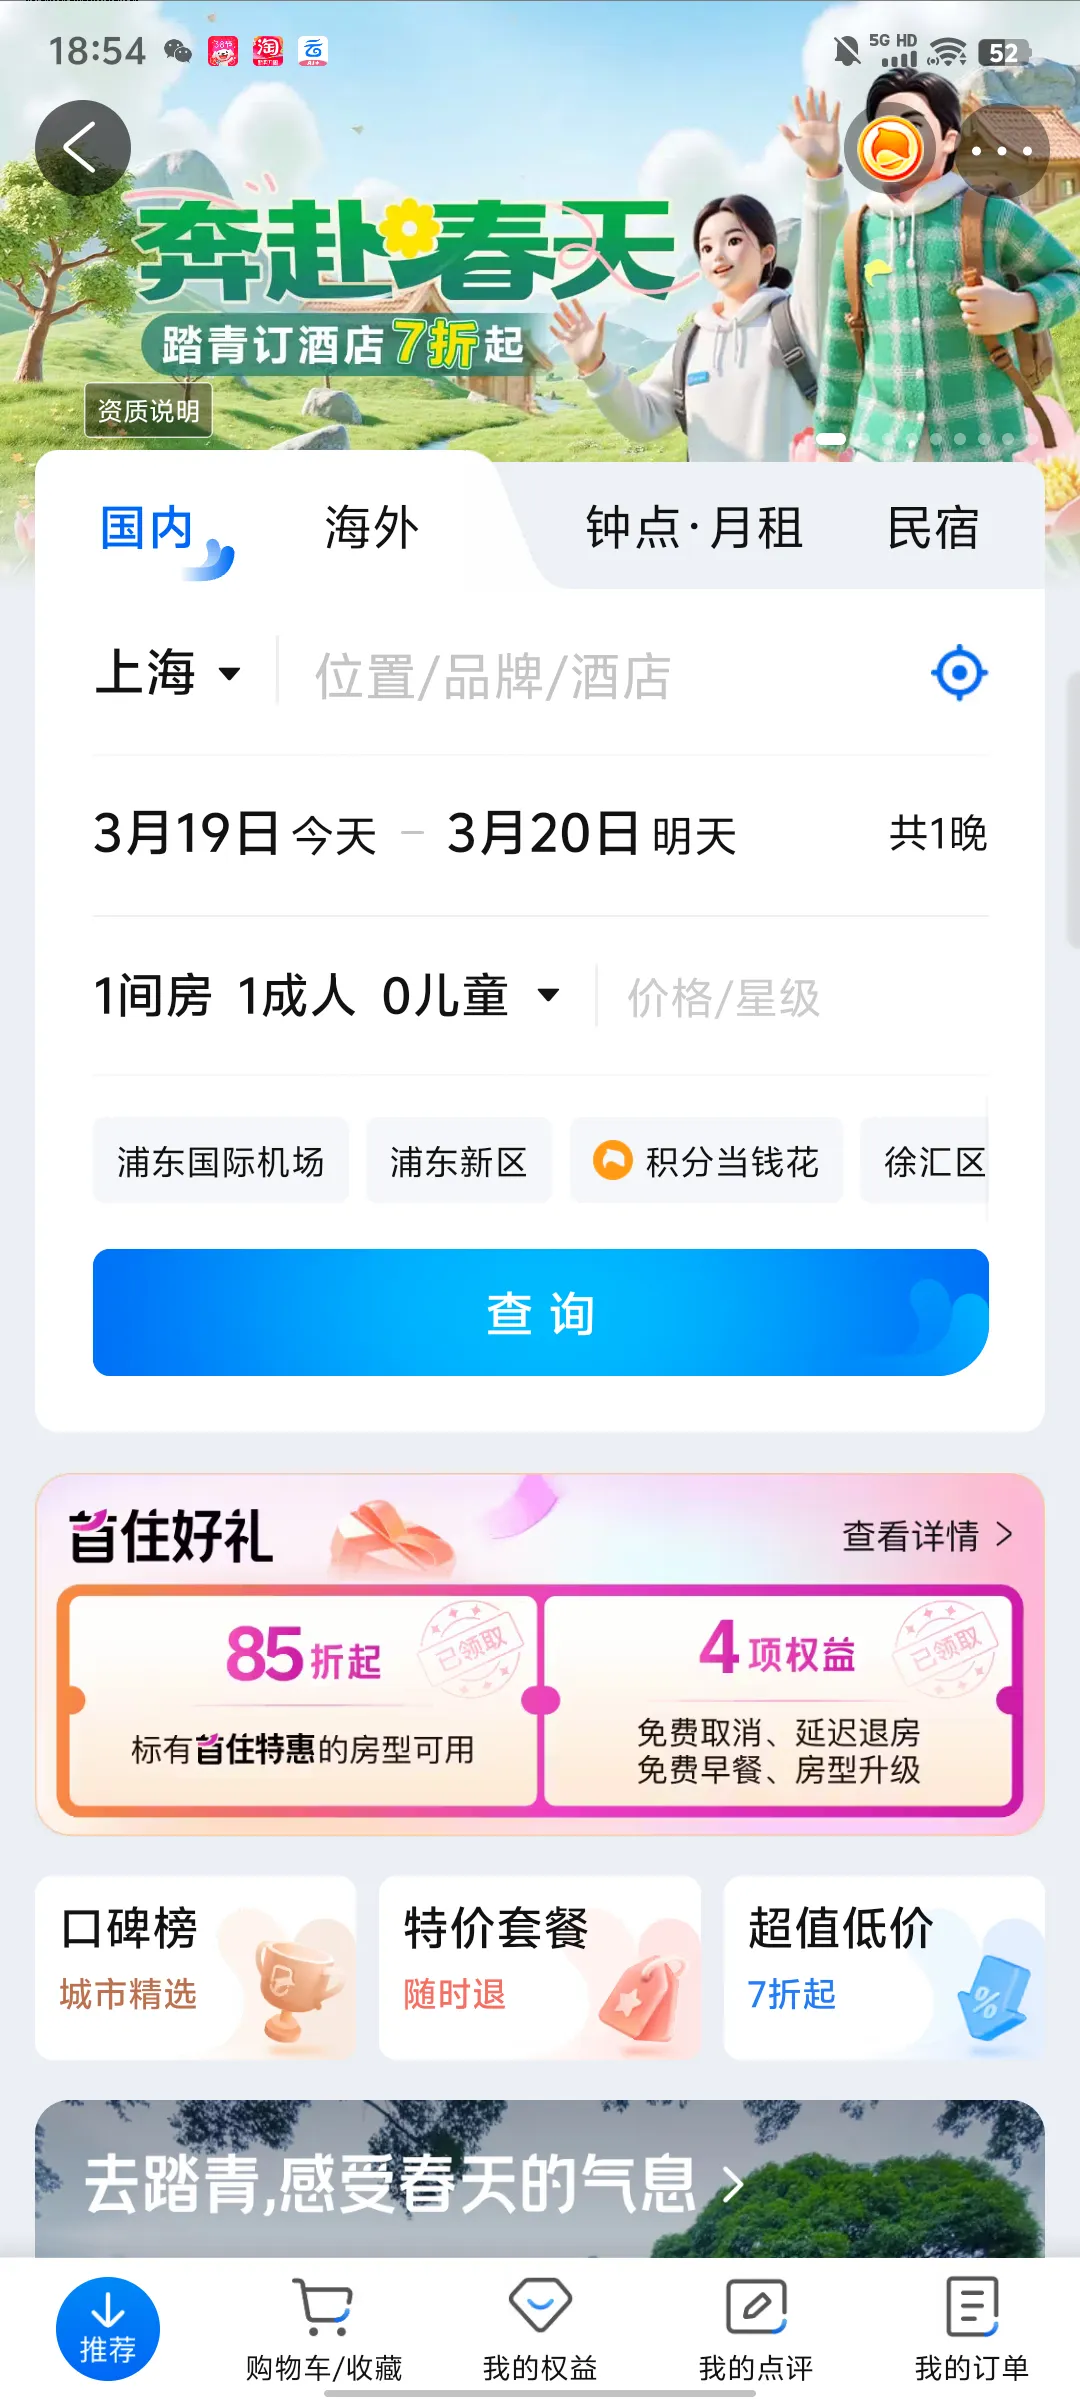 18:54
5G HD
52
奔赴春天
踏青订酒店7折起
资质说明
国内
海外
钟点·月租
民宿
上海
位置/品牌/酒店
3月19日 今天 – 3月20日 明天
共1晚
1间房 1成人 0儿童
价格/星级
浦东国际机场
浦东新区
积分当钱花
徐汇区
查询
首住好礼
查看详情 >
85折起
已领取
标有首住特惠的房型可用
4项权益
已领取
免费取消、延迟退房
免费早餐、房型升级
口碑榜
城市精选
特价套餐
随时退
超值低价
7折起
%
去踏青,感受春天的气息 >
推荐
购物车/收藏
我的权益
我的点评
我的订单